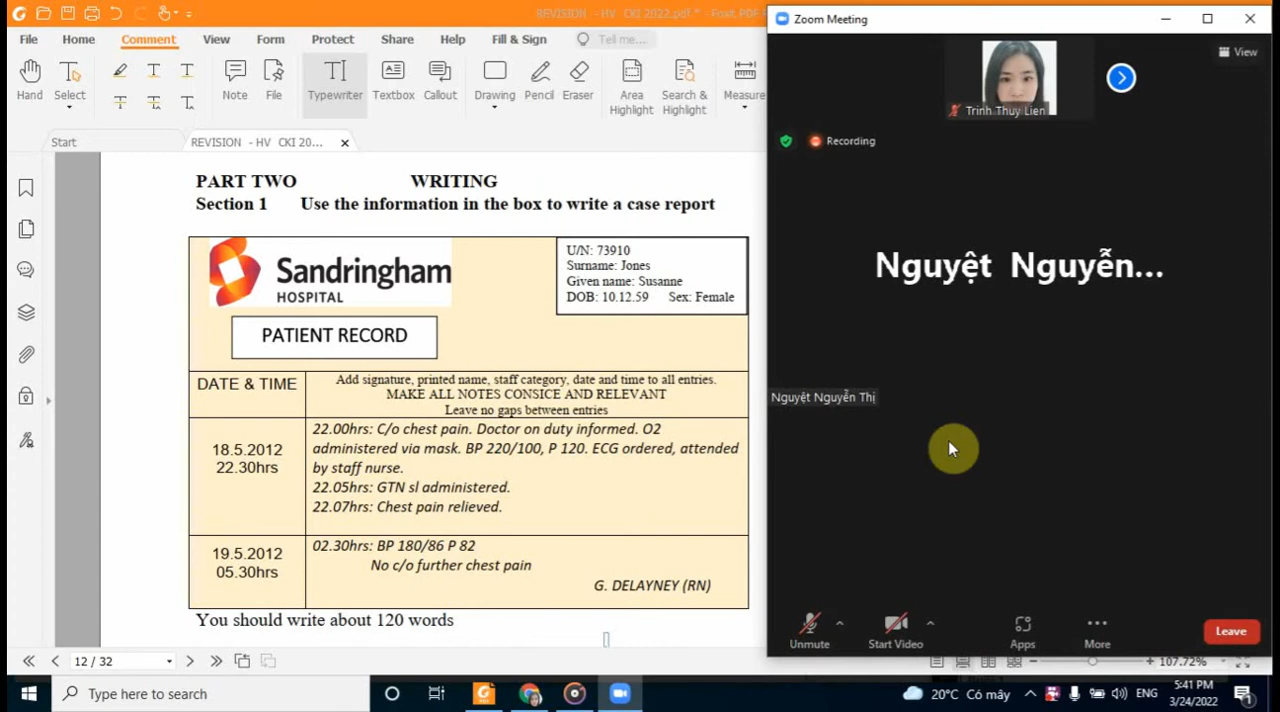 REVISION - HV CKI 2022.pdf * - Foxit PDF
Zoom Meeting
File Home Comment View Form Protect Share Help Fill & Sign Tell me...
View
Hand Select Note File Typewriter Textbox Callout Drawing Pencil Eraser Area Highlight Search & Highlight Measure
Trinh Thuy Lien
Start
REVISION - HV CKI 20...
Recording
PART TWO WRITING
Section 1 Use the information in the box to write a case report
Sandringham
HOSPITAL
U/N: 73910
Surname: Jones
Given name: Susanne
DOB: 10.12.59 Sex: Female
PATIENT RECORD
Nguyệt Nguyễn...
DATE & TIME
Add signature, printed name, staff category, date and time to all entries.
MAKE ALL NOTES CONSICE AND RELEVANT
Leave no gaps between entries
Nguyệt Nguyễn Thị
18.5.2012
22.30hrs
22.00hrs: C/o chest pain. Doctor on duty informed. O2
administered via mask. BP 220/100, P 120. ECG ordered, attended
by staff nurse.
22.05hrs: GTN sl administered.
22.07hrs: Chest pain relieved.
19.5.2012
05.30hrs
02.30hrs: BP 180/86 P 82
No c/o further chest pain
G. DELAYNEY (RN)
You should write about 120 words
Unmute Start Video Apps More Leave
12 / 32
107.72%
Type here to search
20°C Có mây
ENG
5:41 PM
3/24/2022
1